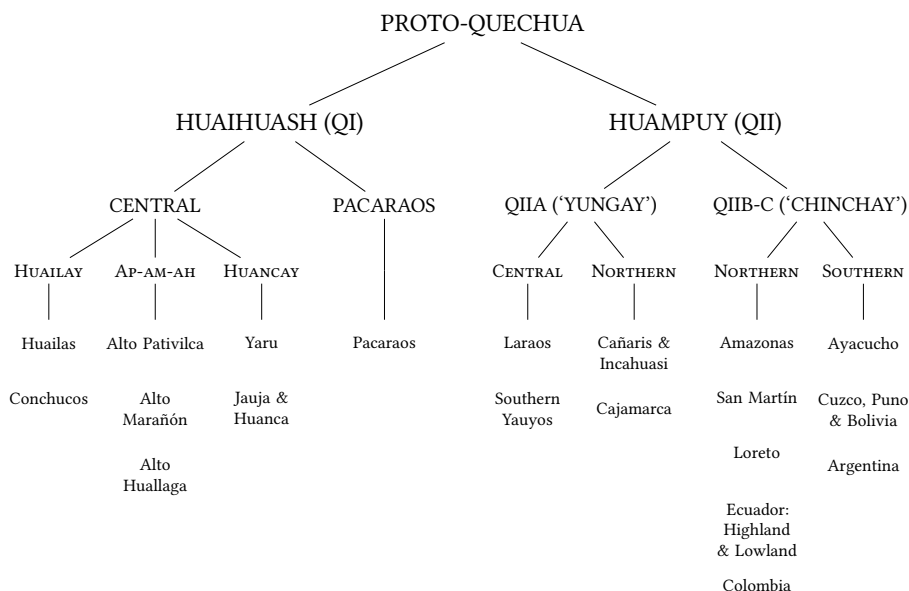 PROTO-QUECHUA
HUAIHUASH (QI)
HUAMPUY (QII)
CENTRAL
PACARAOS
QIIA (‘YUNGAY’)
QIIB-C (‘CHINCHAY’)
Huailay
Ap-am-ah
Huancay
Central
Northern
Northern
Southern
Huailas
Conchucos
Alto Pativilca
Alto
Marañón
Alto
Huallaga
Yaru
Jauja &
Huanca
Pacaraos
Laraos
Southern
Yauyos
Cañaris &
Incahuasi
Cajamarca
Amazonas
San Martín
Loreto
Ecuador:
Highland
& Lowland
Colombia
Ayacucho
Cuzco, Puno
& Bolivia
Argentina